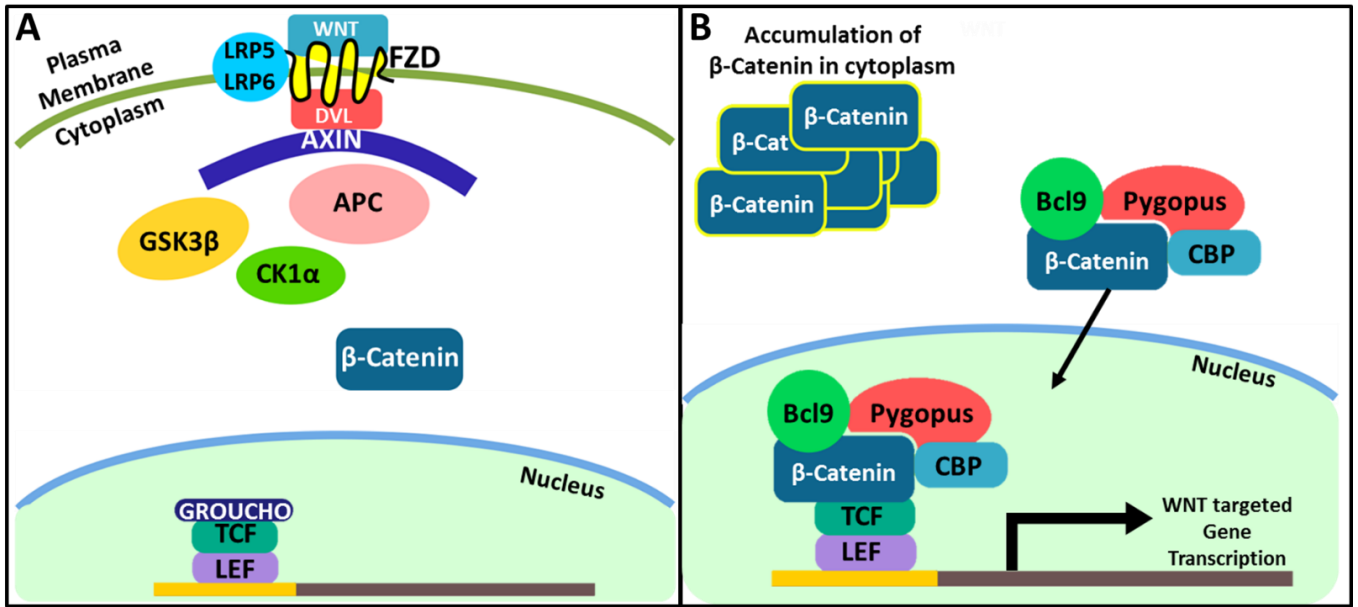 A
WNT
LRP5
LRP6
FZD
Plasma
Membrane
Cytoplasm
DVL
AXIN
APC
GSK3β
CK1α
β-Catenin
Nucleus
GROUCHO
TCF
LEF
B
WNT
Accumulation of
β-Catenin in cytoplasm
β-Catenin
β-Cat
β-Catenin
Bcl9
Pygopus
β-Catenin
CBP
Nucleus
Bcl9
Pygopus
β-Catenin
CBP
TCF
LEF
WNT targeted
Gene
Transcription